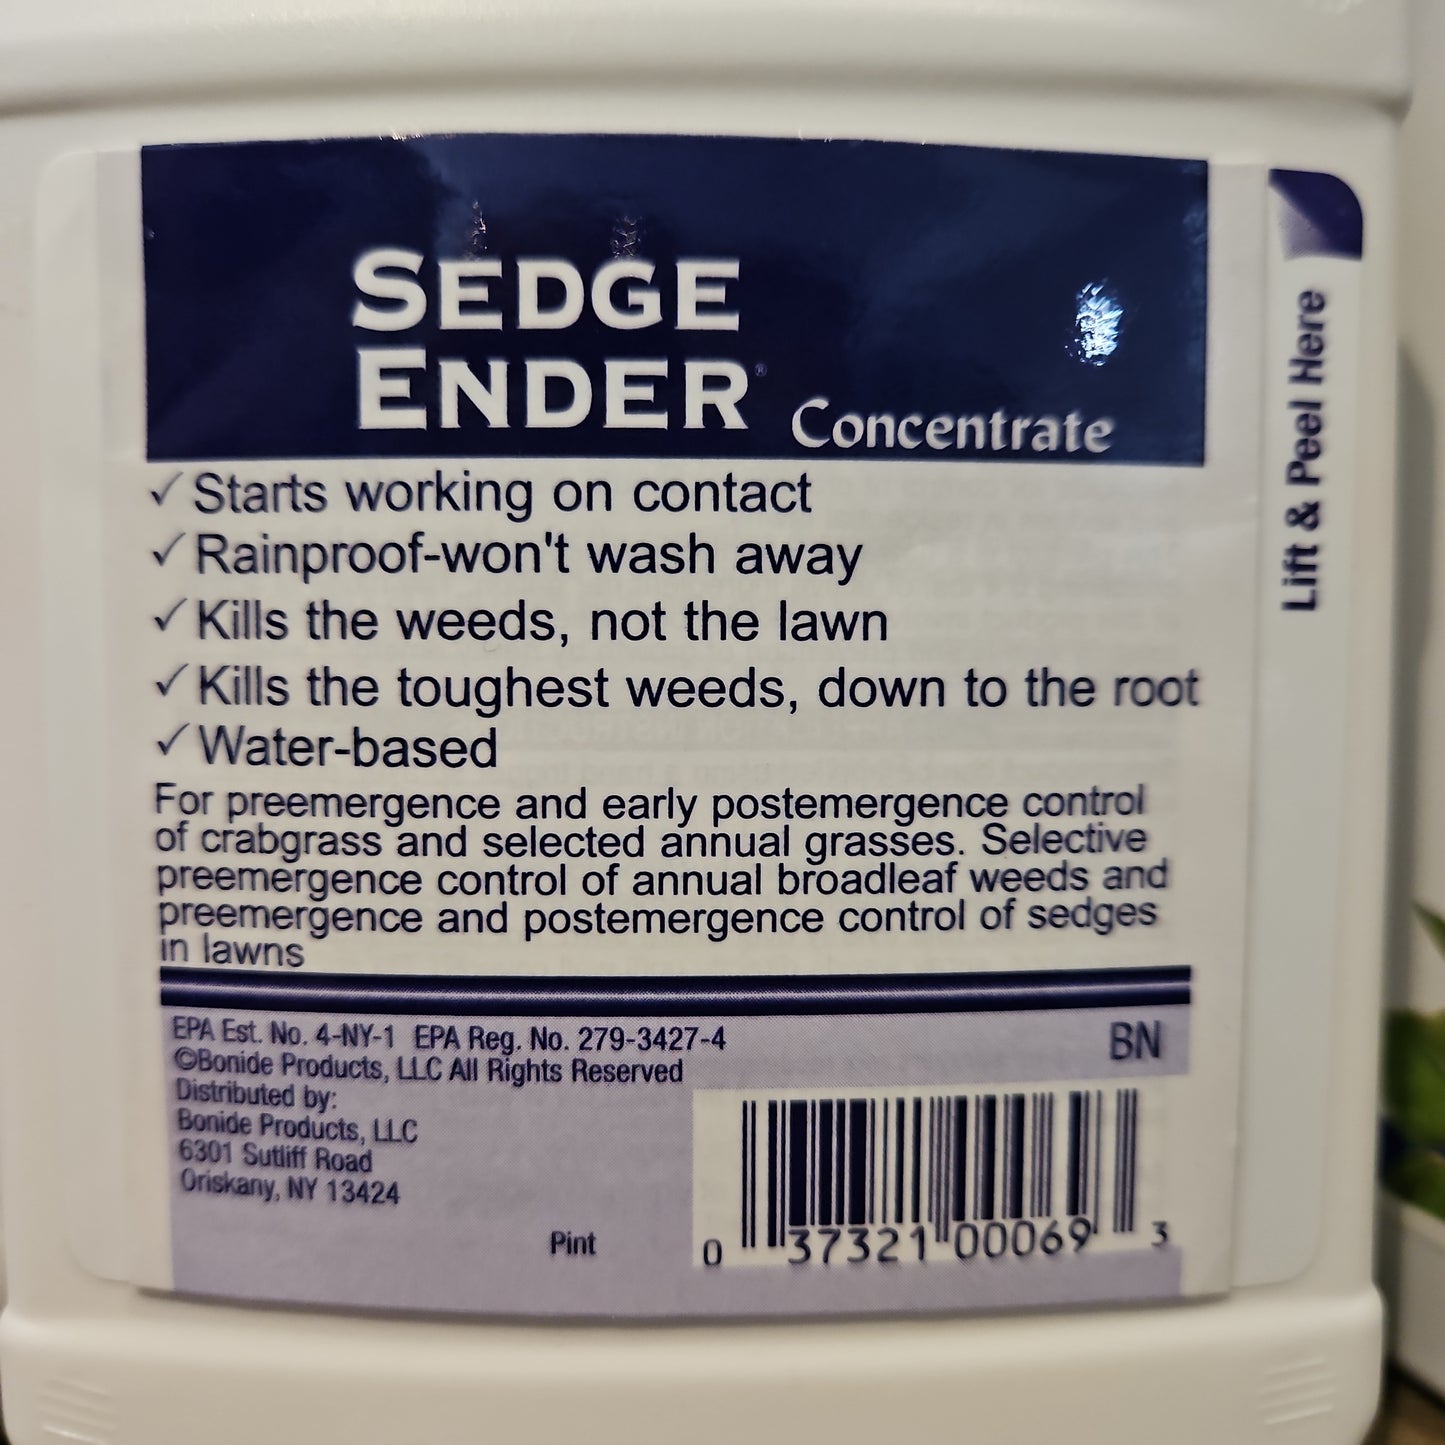 SEDGE
ENDER® Concentrate
✓ Starts working on contact
✓ Rainproof-won't wash away
✓ Kills the weeds, not the lawn
✓ Kills the toughest weeds, down to the root
✓ Water-based
For preemergence and early postemergence control
of crabgrass and selected annual grasses. Selective
preemergence control of annual broadleaf weeds and
preemergence and postemergence control of sedges
in lawns
EPA Est. No. 4-NY-1 EPA Reg. No. 279-3427-4
BN
©Bonide Products, LLC All Rights Reserved
Distributed by:
Bonide Products, LLC
6301 Sutliff Road
Oriskany, NY 13424
Pint
0 37321 00069 3
Lift & Peel Here